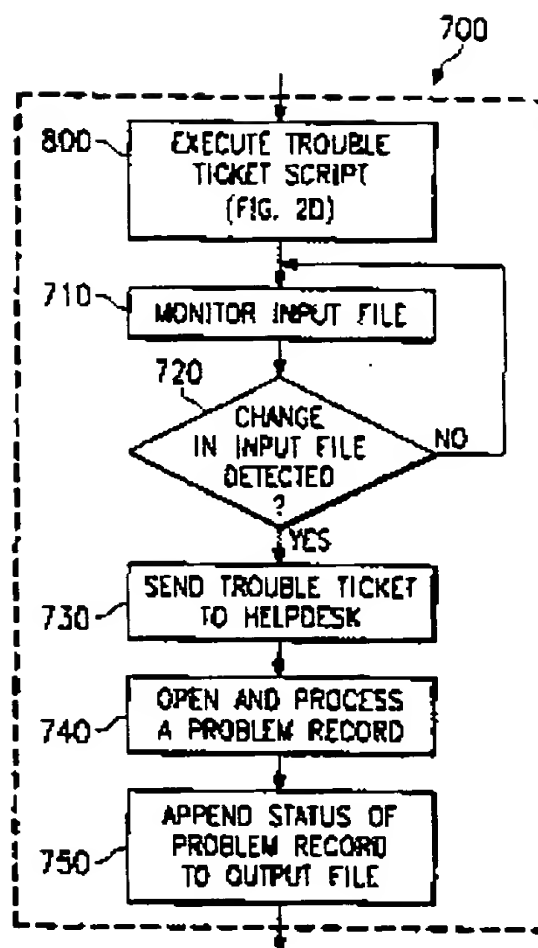 700
800
EXECUTE TROUBLE
TICKET SCRIPT
(FIG. 2D)
710
MONITOR INPUT FILE
720
CHANGE
IN INPUT FILE
DETECTED
?
NO
YES
730
SEND TROUBLE TICKET
TO HELPDESK
740
OPEN AND PROCESS
A PROBLEM RECORD
750
APPEND STATUS OF
PROBLEM RECORD
TO OUTPUT FILE